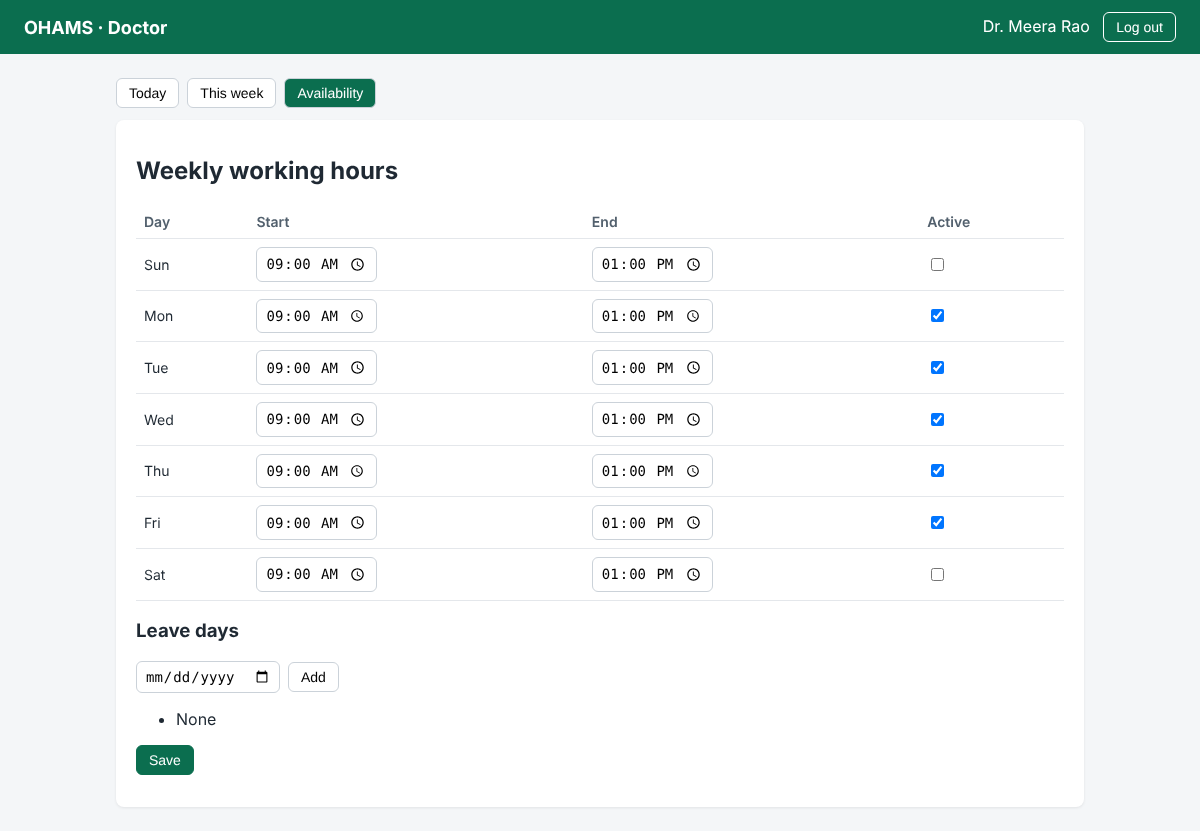 OHAMS · Doctor Dr. Meera Rao Log out
Today This week Availability
Weekly working hours
Day Start End Active
Sun 09:00 AM 01:00 PM
Mon 09:00 AM 01:00 PM
Tue 09:00 AM 01:00 PM
Wed 09:00 AM 01:00 PM
Thu 09:00 AM 01:00 PM
Fri 09:00 AM 01:00 PM
Sat 09:00 AM 01:00 PM
Leave days
mm/dd/yyyy Add
• None
Save